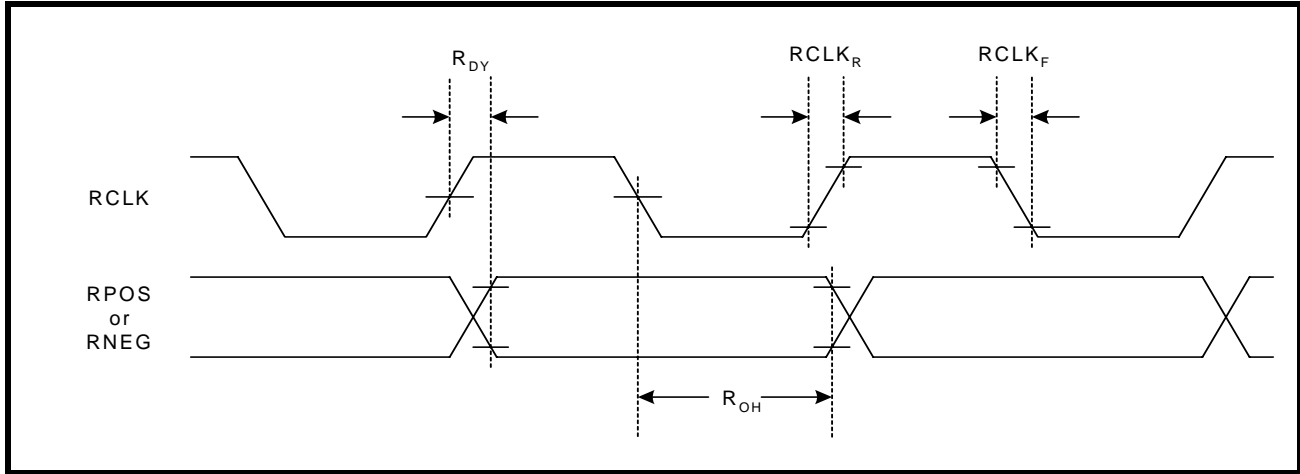 R_DY
RCLK_R
RCLK_F
RCLK
RPOS
or
RNEG
R_OH